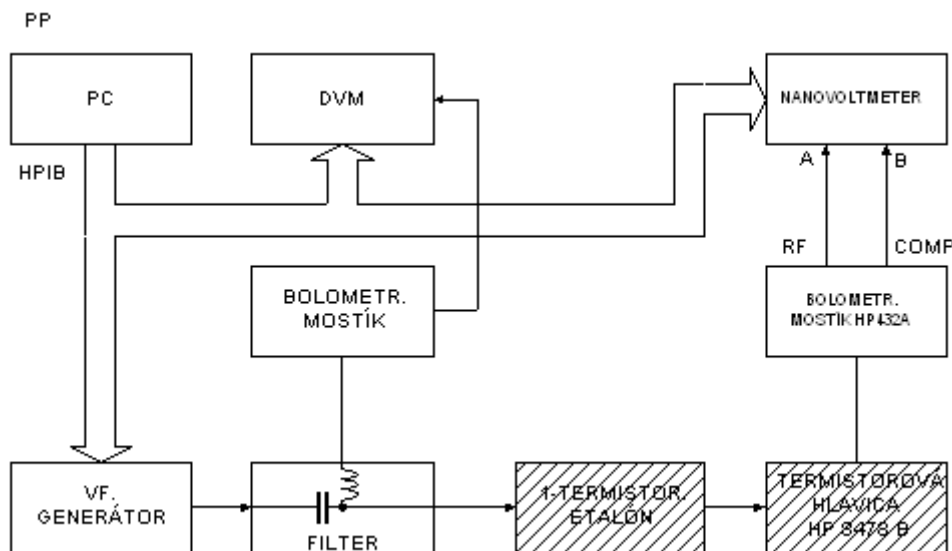 PP
PC
DVM
NANOVOLTMETER
HPIB
A
B
RF
COMP
BOLOMETR.
MOSTÍK
BOLOMETR.
MOSTÍK HP432A
VF.
GENERÁTOR
FILTER
1-TERMISTOR.
ETALÓN
TERMISTOROVÁ
HLAVICA
HP 8478 B